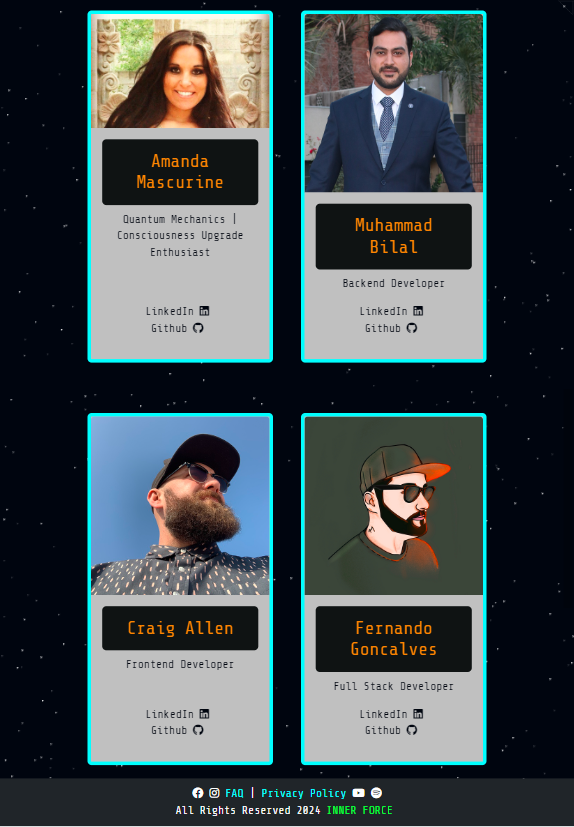 Amanda
Mascurine
Quantum Mechanics |
Consciousness Upgrade
Enthusiast
LinkedIn
Github
Muhammad
Bilal
Backend Developer
LinkedIn
Github
Craig Allen
Frontend Developer
LinkedIn
Github
Fernando
Goncalves
Full Stack Developer
LinkedIn
Github
FAQ | Privacy Policy
All Rights Reserved 2024 INNER FORCE